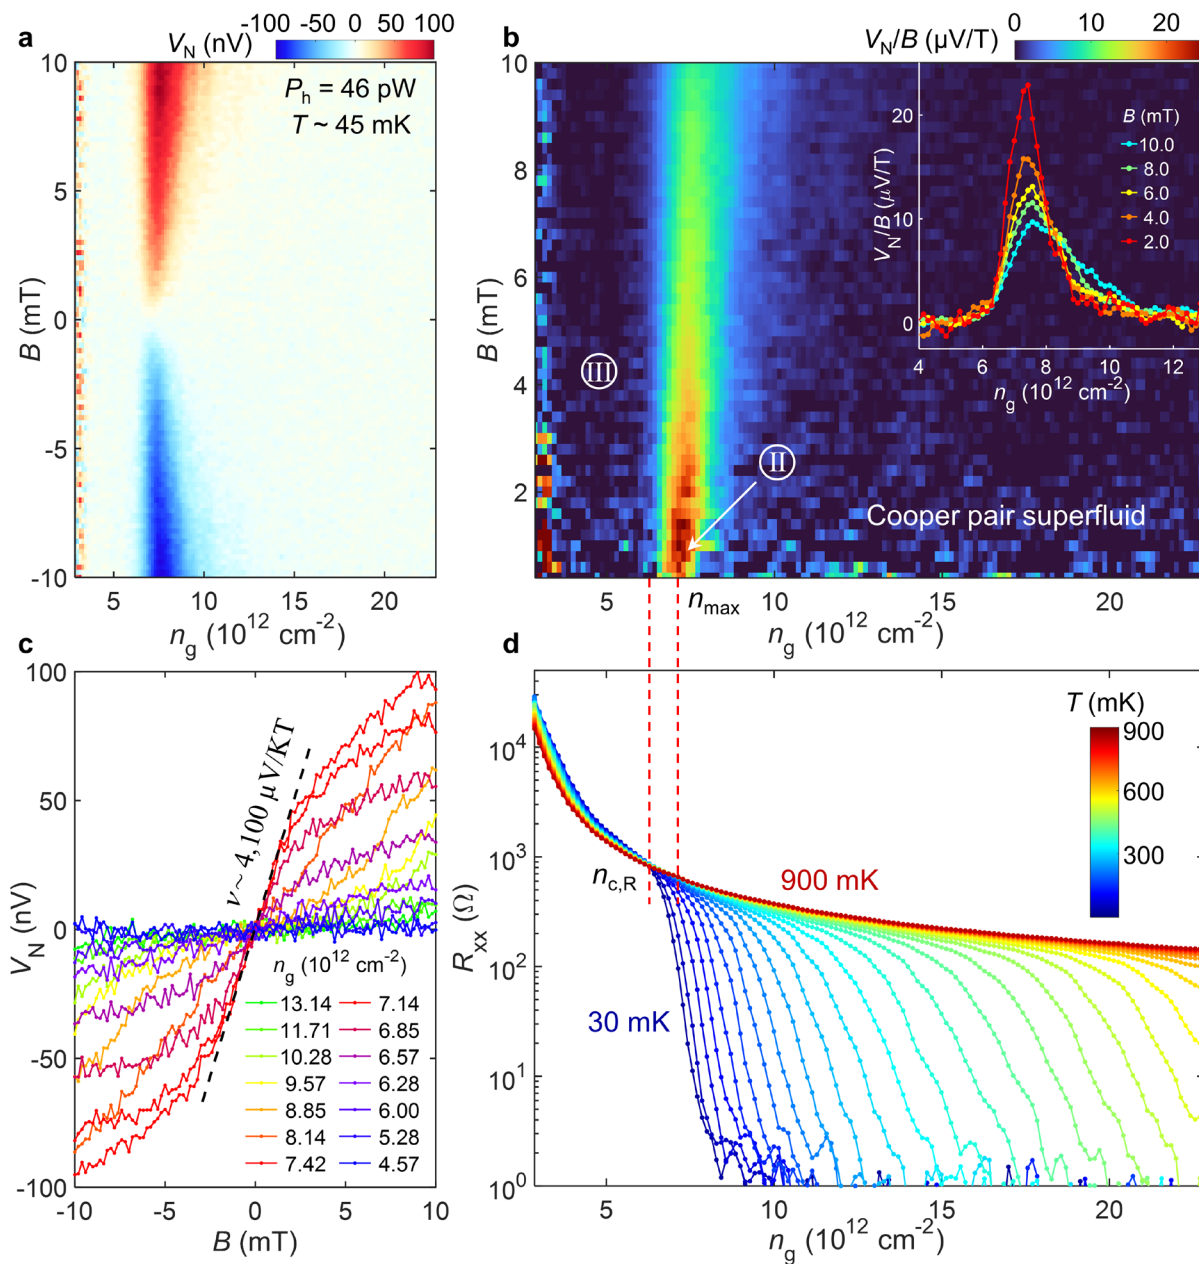 a
V_N (nV)
-100 -50 0 50 100
P_h = 46 pW
T ~ 45 mK
10
5
0
-5
-10
B (mT)
5 10 15 20
n_g (10^12 cm^-2)
b
V_N/B (μV/T)
0 10 20
10
8
6
4
2
B (mT)
III
II
Cooper pair superfluid
20
10
0
V_N/B (μV/T)
B (mT)
10.0
8.0
6.0
4.0
2.0
4 6 8 10 12
n_g (10^12 cm^-2)
5 10 15 20
n_max
n_g (10^12 cm^-2)
c
100
50
0
-50
-100
V_N (nV)
ν ~ 4,100 μV/KT
n_g (10^12 cm^-2)
13.14 7.14
11.71 6.85
10.28 6.57
9.57 6.28
8.85 6.00
8.14 5.28
7.42 4.57
-10 -5 0 5 10
B (mT)
d
10^4
10^3
10^2
10^1
10^0
R_xx (Ω)
n_c,R
900 mK
30 mK
T (mK)
900
600
300
5 10 15 20
n_g (10^12 cm^-2)